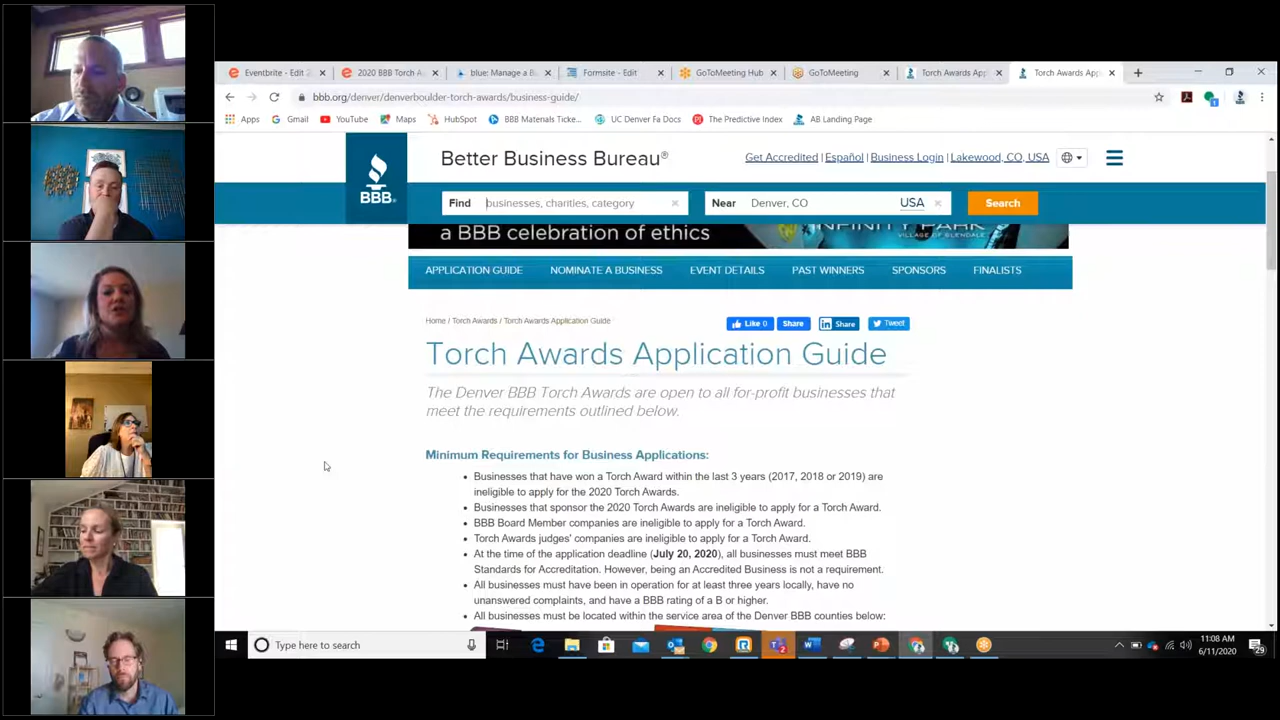 Eventbrite - Edit
2020 BBB Torch A
blue: Manage a B
Formsite - Edit
GoToMeeting Hub
GoToMeeting
Torch Awards Ap
Torch Awards Ap
bbb.org/denver/denverboulder-torch-awards/business-guide/
Apps
Gmail
YouTube
Maps
HubSpot
BBB Materials Ticke...
UC Denver Fa Docs
The Predictive Index
AB Landing Page
BBB
Better Business Bureau®
Get Accredited | Español | Business Login | Lakewood, CO, USA
Find businesses, charities, category
Near Denver, CO USA
Search
a BBB celebration of ethics
INFINITY PARK
VILLAGE OF GLENDALE
APPLICATION GUIDE
NOMINATE A BUSINESS
EVENT DETAILS
PAST WINNERS
SPONSORS
FINALISTS
Home / Torch Awards / Torch Awards Application Guide
Like 0
Share
Share
Tweet
Torch Awards Application Guide
The Denver BBB Torch Awards are open to all for-profit businesses that
meet the requirements outlined below.
Minimum Requirements for Business Applications:
Businesses that have won a Torch Award within the last 3 years (2017, 2018 or 2019) are
ineligible to apply for the 2020 Torch Awards.
Businesses that sponsor the 2020 Torch Awards are ineligible to apply for a Torch Award.
BBB Board Member companies are ineligible to apply for a Torch Award.
Torch Awards judges' companies are ineligible to apply for a Torch Award.
At the time of the application deadline (July 20, 2020), all businesses must meet BBB
Standards for Accreditation. However, being an Accredited Business is not a requirement.
All businesses must have been in operation for at least three years locally, have no
unanswered complaints, and have a BBB rating of a B or higher.
All businesses must be located within the service area of the Denver BBB counties below:
Type here to search
11:08 AM
6/11/2020
29